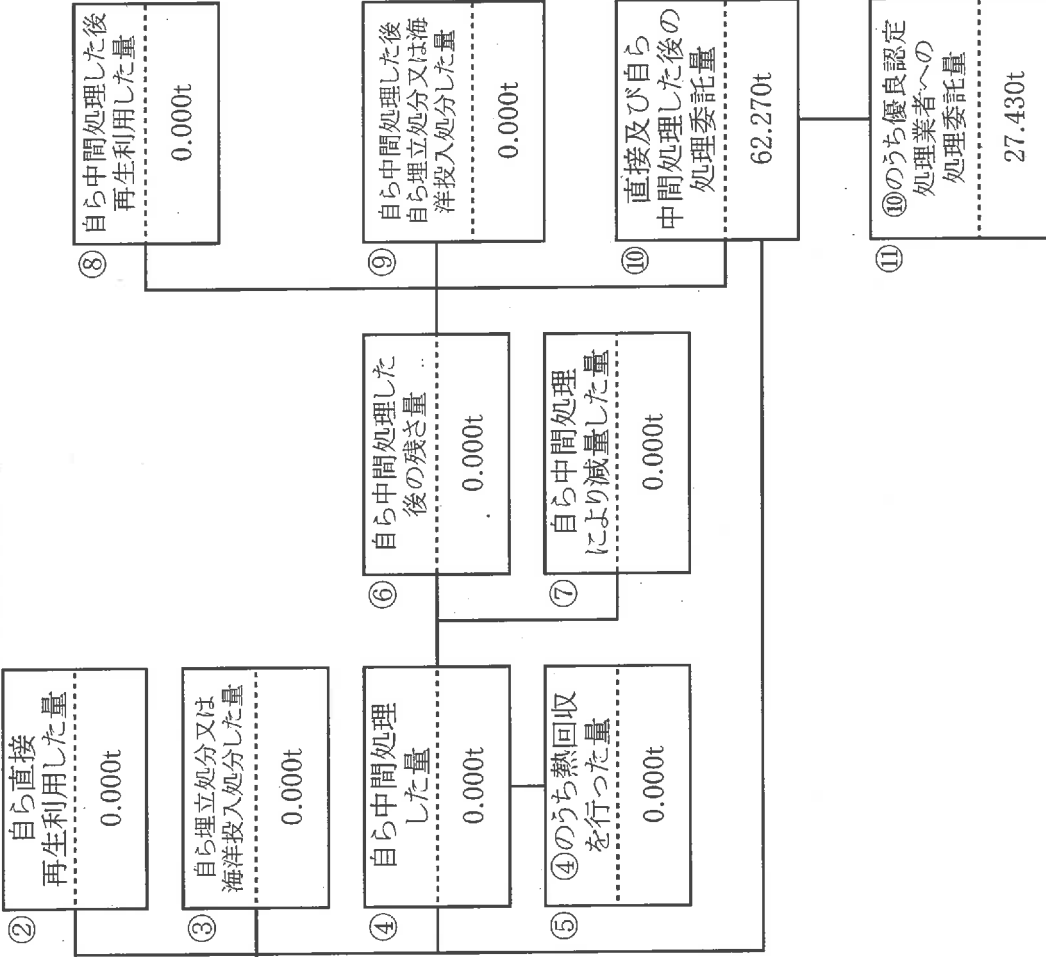 ②
自ら直接
再生利用した量
0.000t
③
自ら埋立処分又は
海洋投入処分した量
0.000t
④
自ら中間処理
した量
0.000t
⑤
④のうち熱回収
を行った量
0.000t
⑥
自ら中間処理した
後の残さ量
0.000t
⑦
自ら中間処理
により減量した量
0.000t
⑧
自ら中間処理した後
再生利用した量
0.000t
⑨
自ら中間処理した後
自ら埋立処分又は海
洋投入処分した量
0.000t
⑩
直接及び自ら
中間処理した後の
処理委託量
62.270t
⑪
⑩のうち優良認定
処理業者への
処理委託量
27.430t